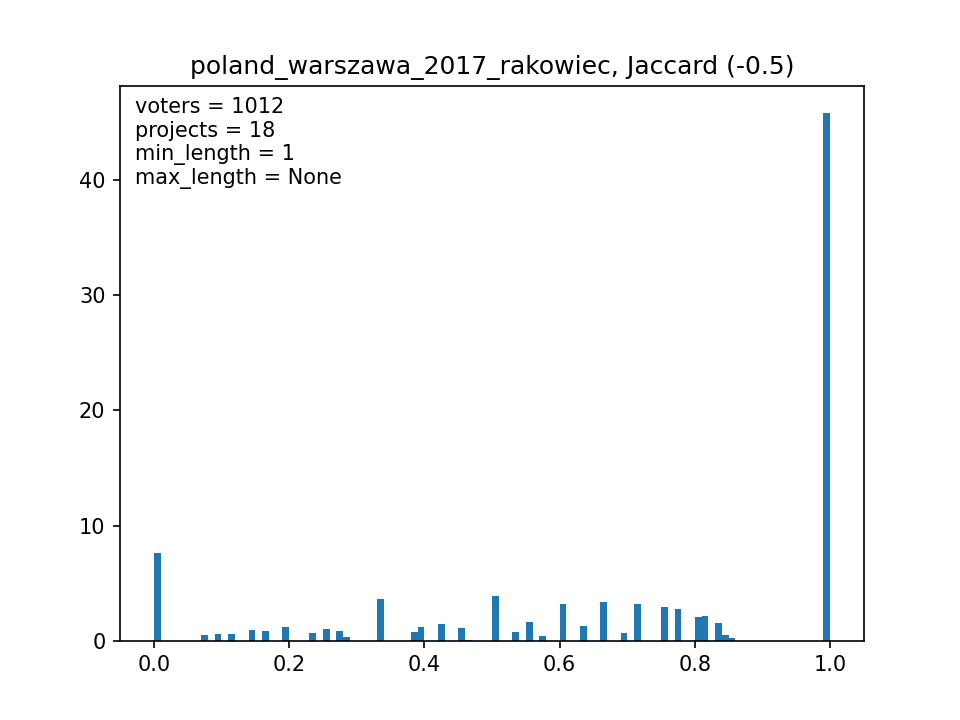 poland_warszawa_2017_rakowiec, Jaccard (-0.5)
voters = 1012
projects = 18
min_length = 1
max_length = None
40
30
20
10
0
0.0 0.2 0.4 0.6 0.8 1.0